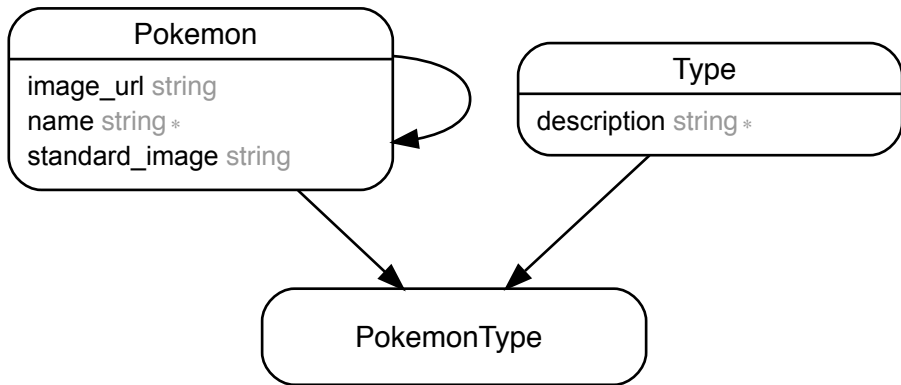 Pokemon
image_url string
name string *
standard_image string
Type
description string *
PokemonType